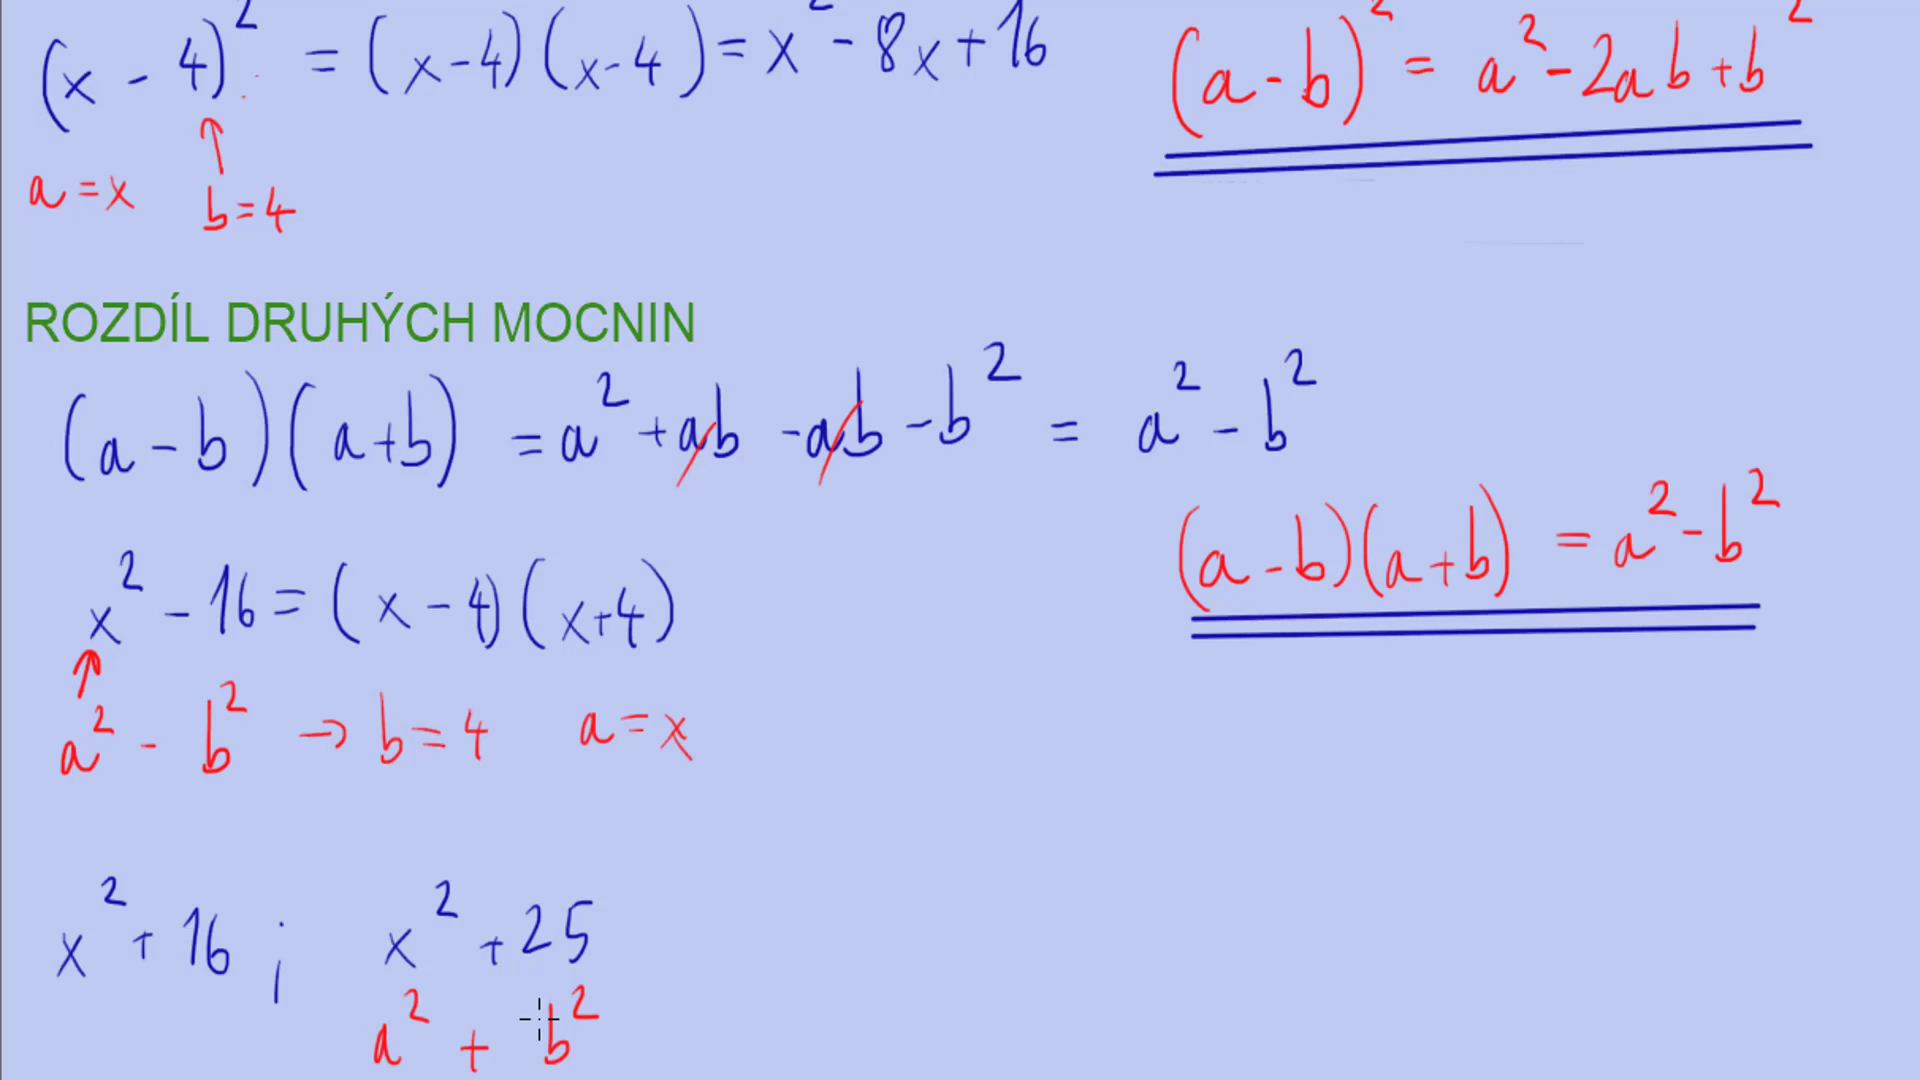 (x - 4)² = (x-4)(x-4) = x² - 8x + 16
(a-b)² = a² - 2ab + b²
a = x b = 4
ROZDÍL DRUHÝCH MOCNIN
(a - b)(a+b) = a² + ab - ab - b² = a² - b²
(a-b)(a+b) = a² - b²
x² - 16 = (x - 4)(x+4)
a² - b² → b = 4 a = x
x² + 16 ; x² + 25
a² + b²